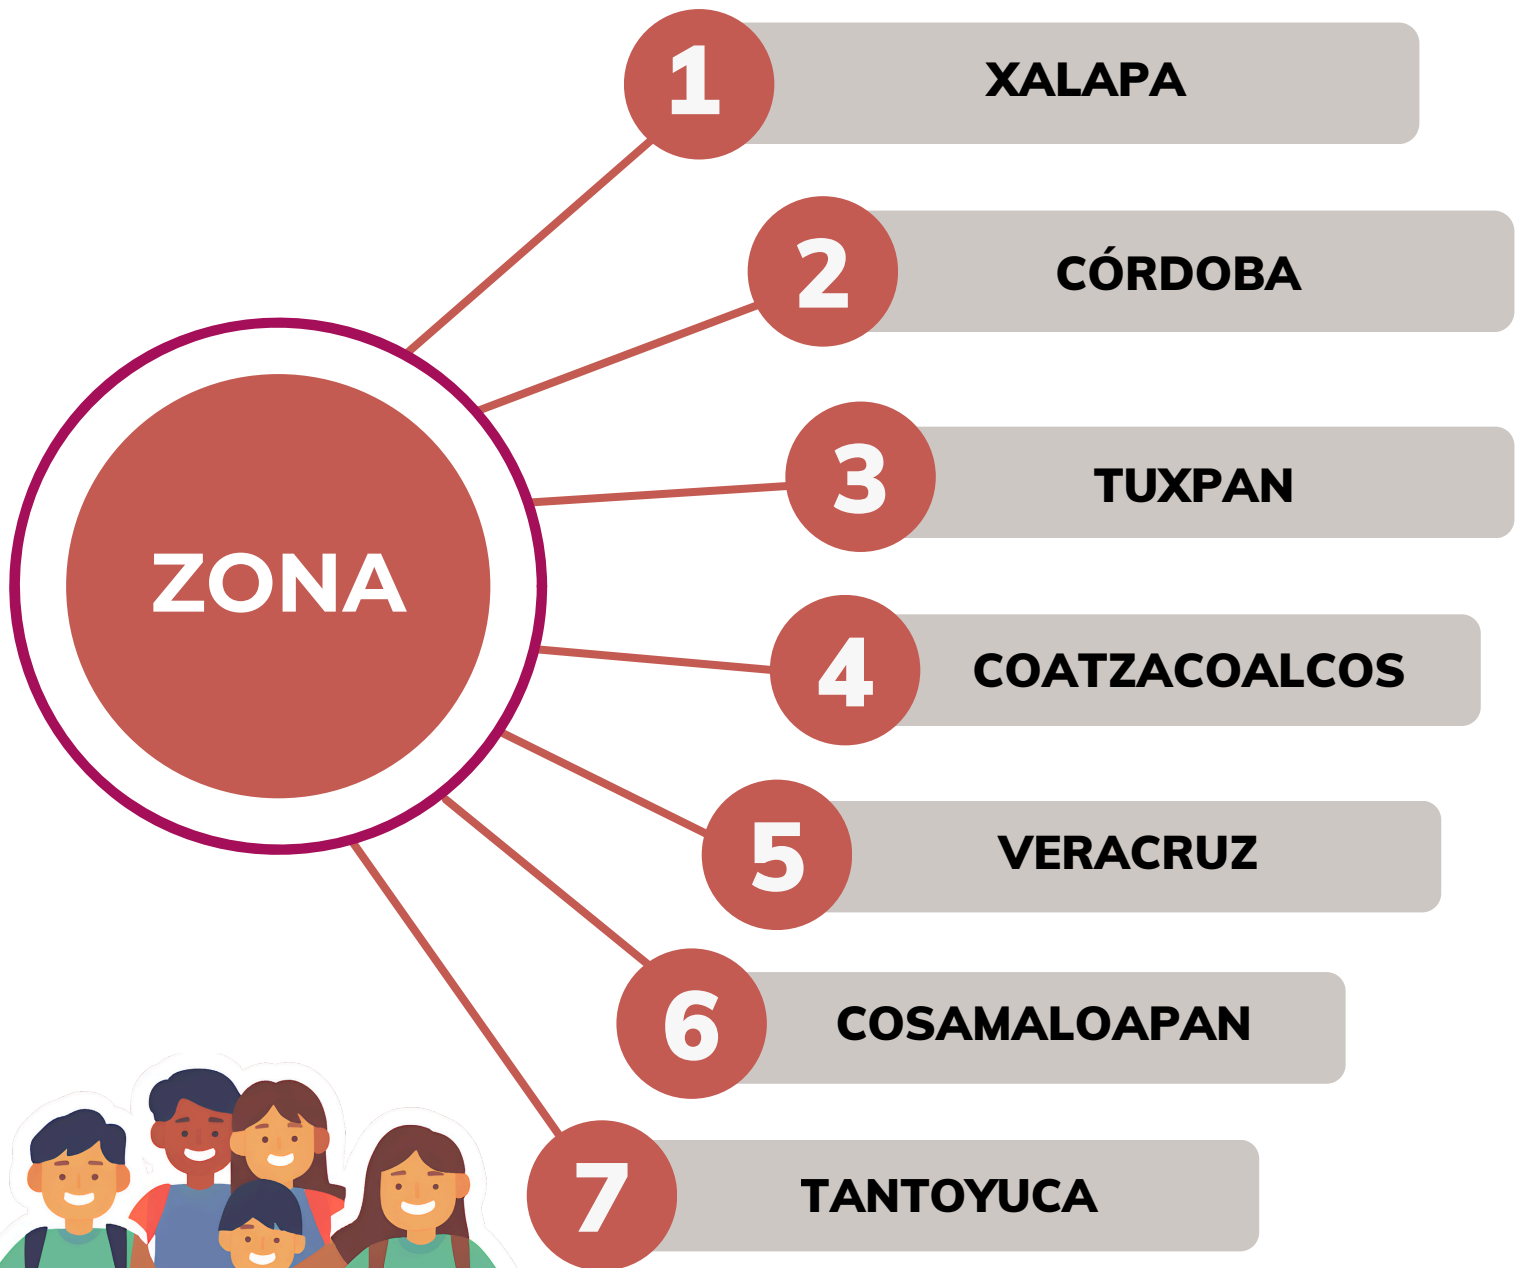 ZONA
1 XALAPA
2 CÓRDOBA
3 TUXPAN
4 COATZACOALCOS
5 VERACRUZ
6 COSAMALOAPAN
7 TANTOYUCA